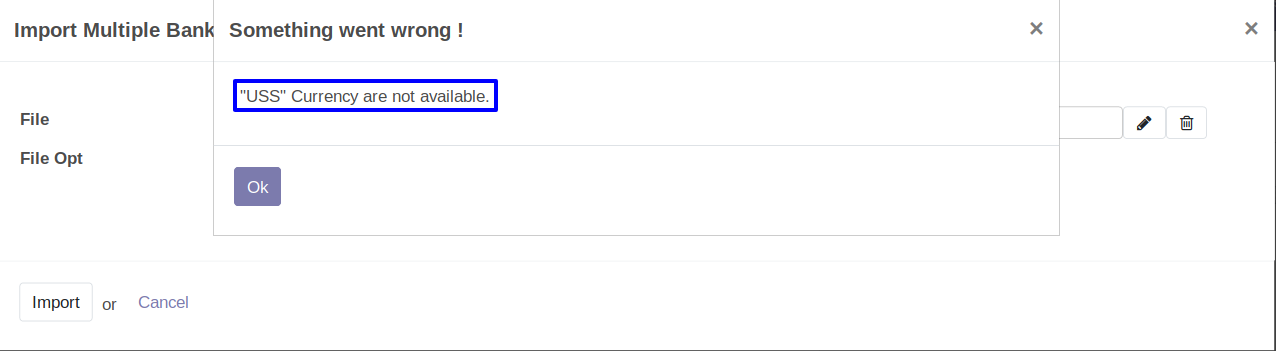 Import Multiple Bank
Something went wrong !
×
×
"USS" Currency are not available.
File
File Opt
Ok
Import or Cancel